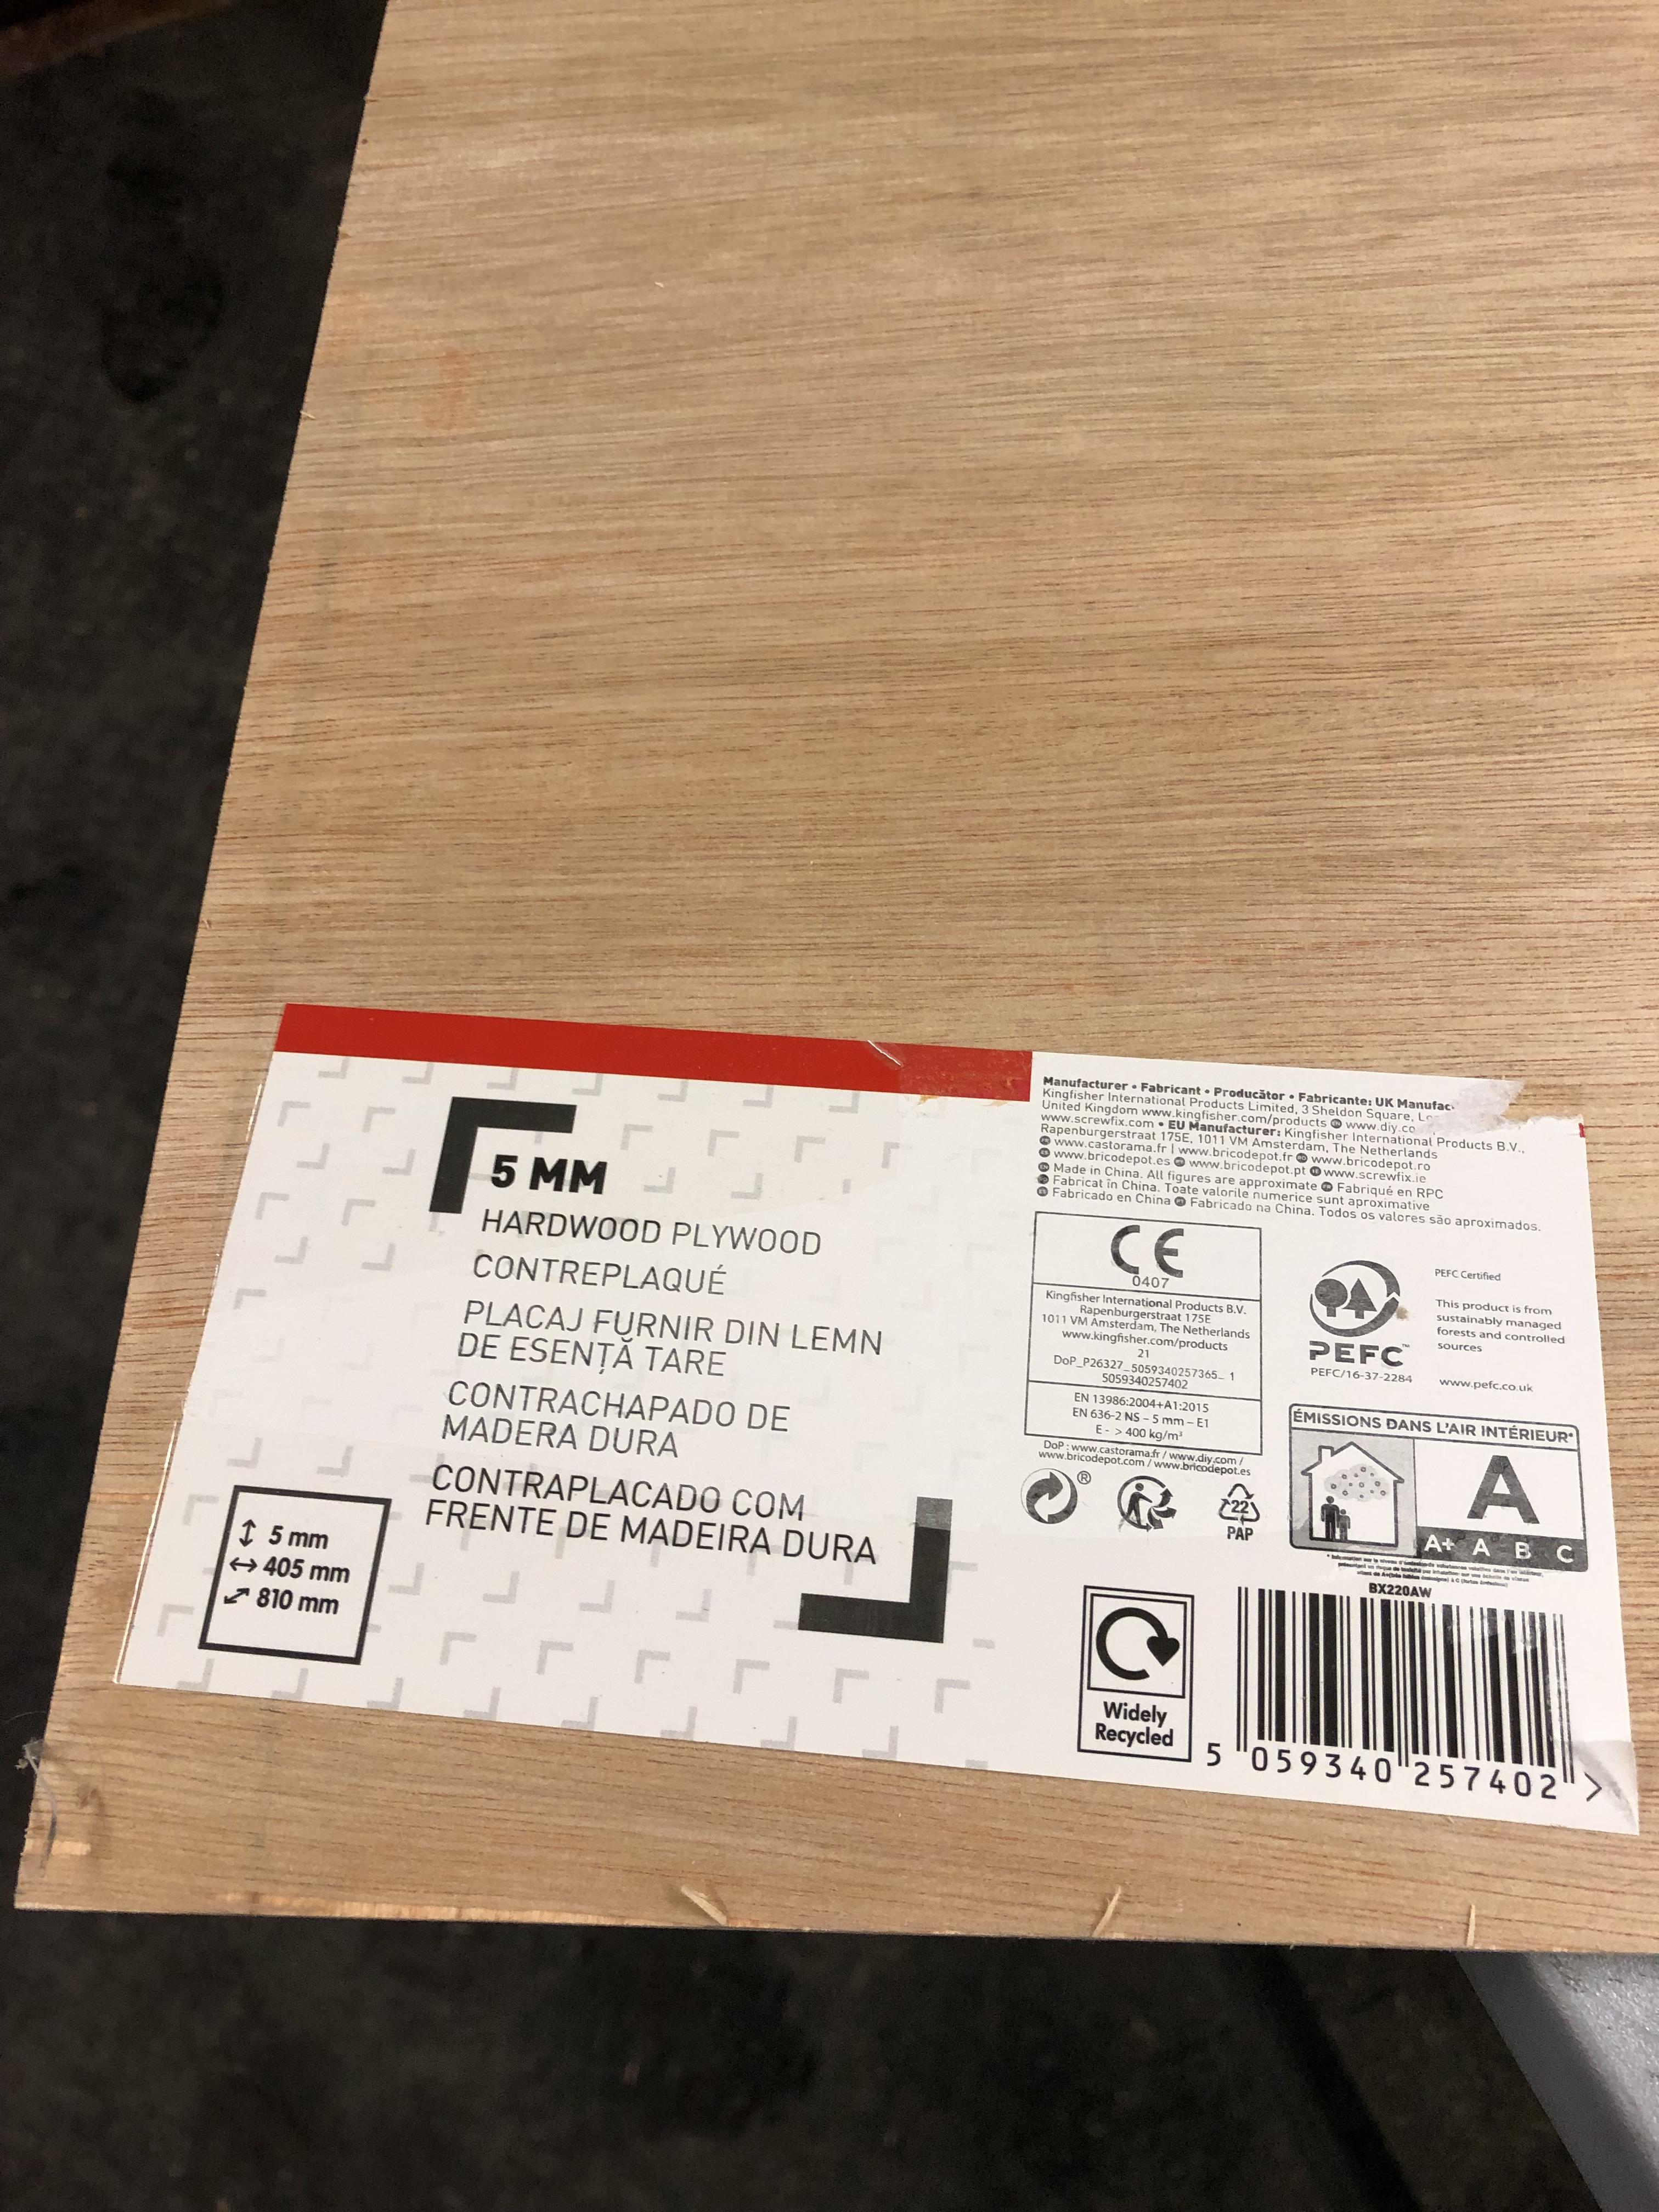 5 MM
HARDWOOD PLYWOOD
CONTREPLAQUÉ
PLACAJ FURNIR DIN LEMN
DE ESENȚĂ TARE
CONTRACHAPADO DE
MADERA DURA
CONTRAPLACADO COM
FRENTE DE MADEIRA DURA
5 mm
405 mm
810 mm
Manufacturer • Fabricant • Producător • Fabricante: UK Manufac
Kingfisher International Products Limited, 3 Sheldon Square,
United Kingdom www.kingfisher.com/products www.diy.co
www.screwfix.com • EU Manufacturer: Kingfisher International Products B.V.,
Rapenburgerstraat 175E, 1011 VM Amsterdam, The Netherlands
www.castorama.fr | www.bricodepot.fr www.bricodepot.ro
www.bricodepot.es www.bricodepot.pt www.screwfix.ie
Made in China. All figures are approximate Fabriqué en RPC
Fabricat în China. Toate valorile numerice sunt aproximative
Fabricado en China Fabricado na China. Todos os valores são aproximados.
CE
0407
Kingfisher International Products B.V.
Rapenburgerstraat 175E
1011 VM Amsterdam, The Netherlands
www.kingfisher.com/products
21
DoP_P26327_5059340257365_1
5059340257402
EN 13986:2004+A1:2015
EN 636-2 NS – 5 mm – E1
E - > 400 kg/m³
DoP : www.castorama.fr / www.diy.com /
www.bricodepot.com / www.bricodepot.es
®
22
PAP
PEFC™
PEFC/16-37-2284
PEFC Certified
This product is from
sustainably managed
forests and controlled
sources
www.pefc.co.uk
ÉMISSIONS DANS L'AIR INTÉRIEUR*
A
A+ A B C
BX220AW
Widely
Recycled
5 059340 257402 >